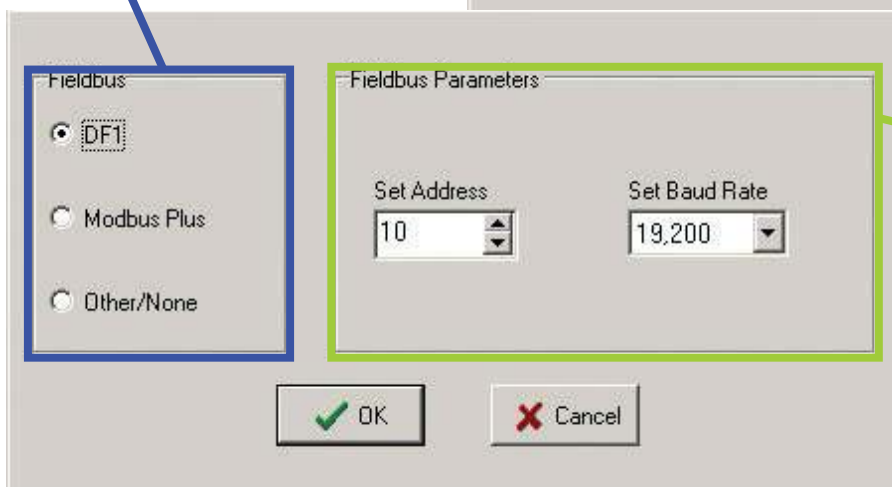 Fieldbus
DF1
Modbus Plus
Other/None
Fieldbus Parameters
Set Address
10
Set Baud Rate
19,200
OK
Cancel